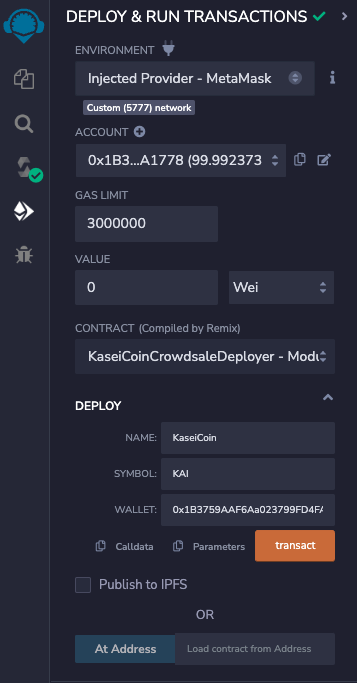 DEPLOY & RUN TRANSACTIONS
ENVIRONMENT
Injected Provider - MetaMask
Custom (5777) network
ACCOUNT
0x1B3...A1778 (99.992373
GAS LIMIT
3000000
VALUE
0 Wei
CONTRACT (Compiled by Remix)
KaseiCoinCrowdsaleDeployer - Modu
DEPLOY
NAME: KaseiCoin
SYMBOL: KAI
WALLET: 0x1B3759AAF6Aa023799FD4FA
Calldata Parameters transact
Publish to IPFS
OR
At Address Load contract from Address